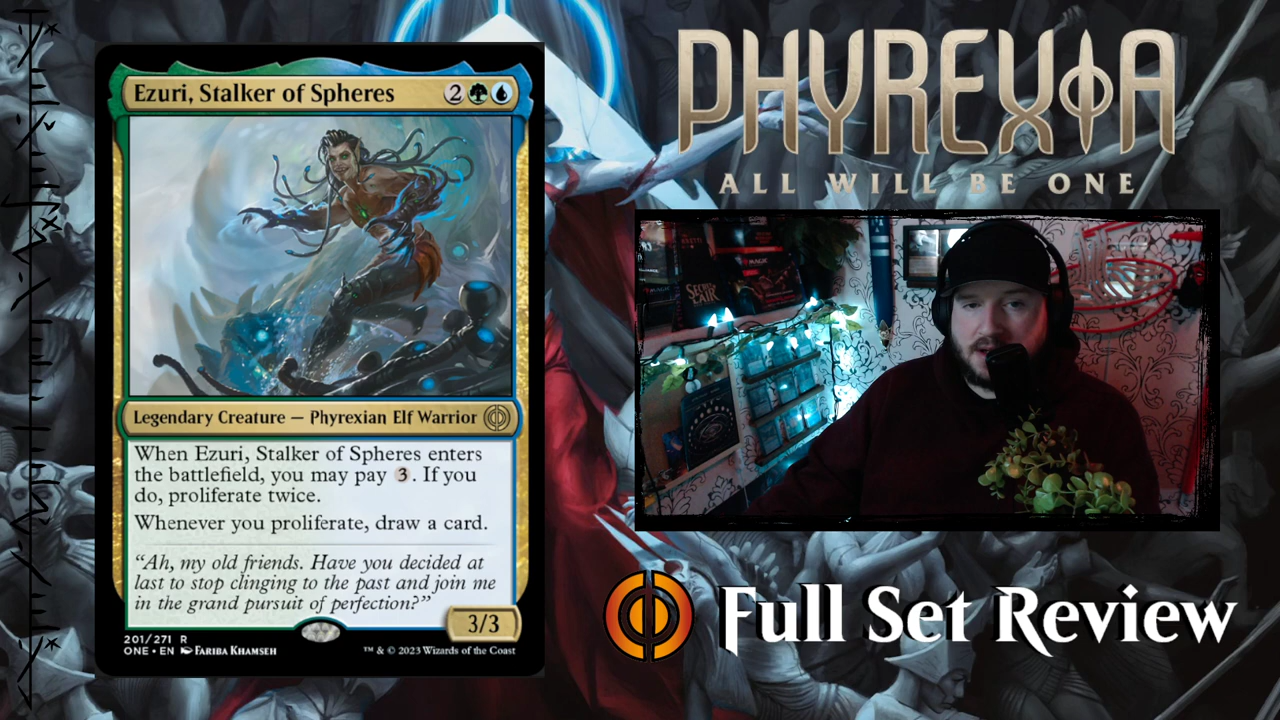 Ezuri, Stalker of Spheres 2
Legendary Creature — Phyrexian Elf Warrior
When Ezuri, Stalker of Spheres enters
the battlefield, you may pay 3. If you
do, proliferate twice.
Whenever you proliferate, draw a card.
“Ah, my old friends. Have you decided at
last to stop clinging to the past and join me
in the grand pursuit of perfection?”
3/3
201/271 R
ONE • EN Fariba Khamseh
™ & © 2023 Wizards of the Coast
PHYREXIA
ALL WILL BE ONE
SECRET
LAIR
MAGIC
Full Set Review